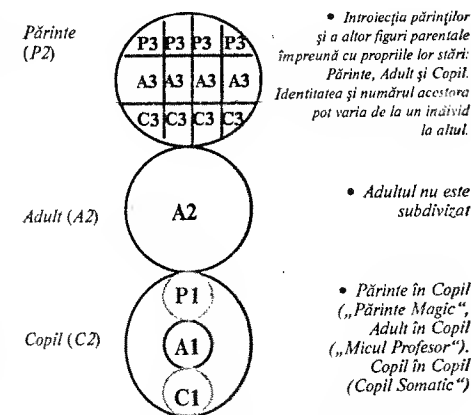 Părinte
(P2)
P3 P3 P3 P3
A3 A3 A3 A3
C3 C3 C3 C3
• Introiecția părinților
și a altor figuri parentale
împreună cu propriile lor stări:
Părinte, Adult și Copil.
Identitatea și numărul acestora
pot varia de la un individ
la altul.
Adult (A2)
A2
• Adultul nu este
subdivizat
Copil (C2)
P1
A1
C1
• Părinte în Copil
(„Părinte Magic“,
Adult în Copil
(„Micul Profesor“).
Copil în Copil
(Copil Somatic“)